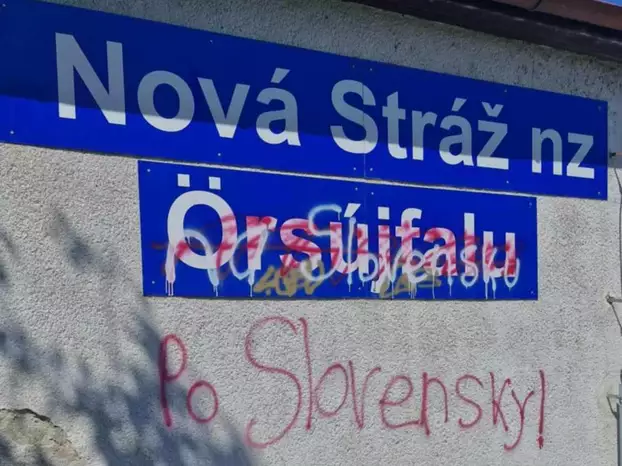 Nová Stráž nz
Örsújfalu
Po Slovensky!